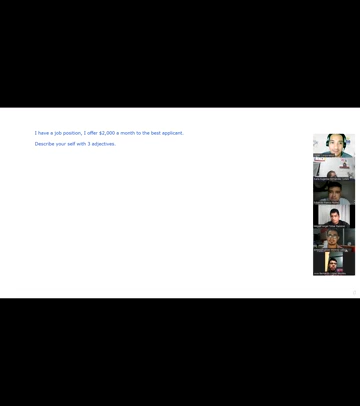 I have a job position, I offer $2,000 a month to the best applicant.
Describe your self with 3 adjectives.